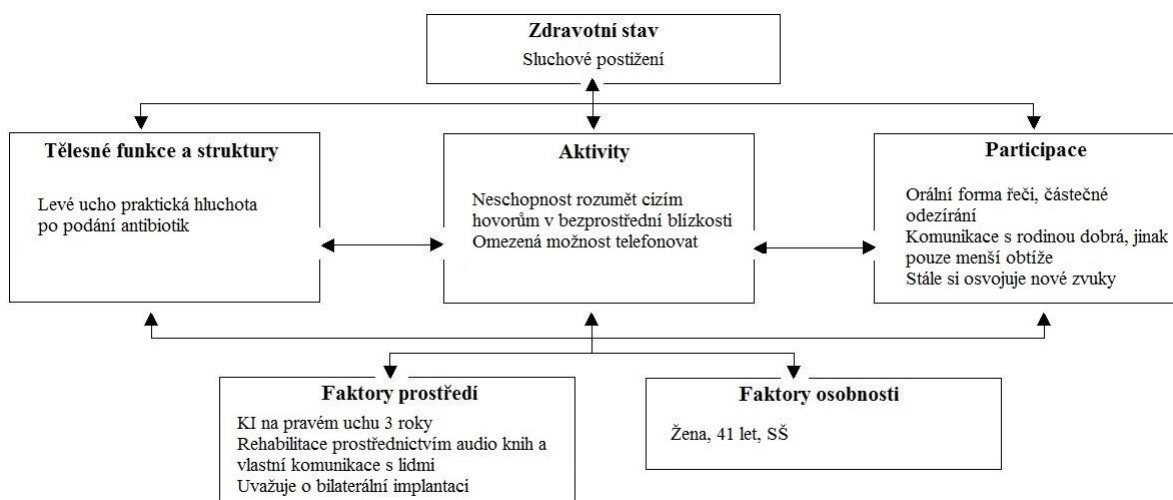 Zdravotní stav
Sluchové postižení
Tělesné funkce a struktury
Levé ucho praktická hluchota
po podání antibiotik
Aktivity
Neschopnost rozumět cizím
hovorům v bezprostřední blízkosti
Omezená možnost telefonovat
Participace
Orální forma řeči, částečné
odezírání
Komunikace s rodinou dobrá, jinak
pouze menší obtíže
Stále si osvojuje nové zvuky
Faktory prostředí
KI na pravém uchu 3 roky
Rehabilitace prostřednictvím audio knih a
vlastní komunikace s lidmi
Uvažuje o bilaterální implantaci
Faktory osobnosti
Žena, 41 let, SŠ